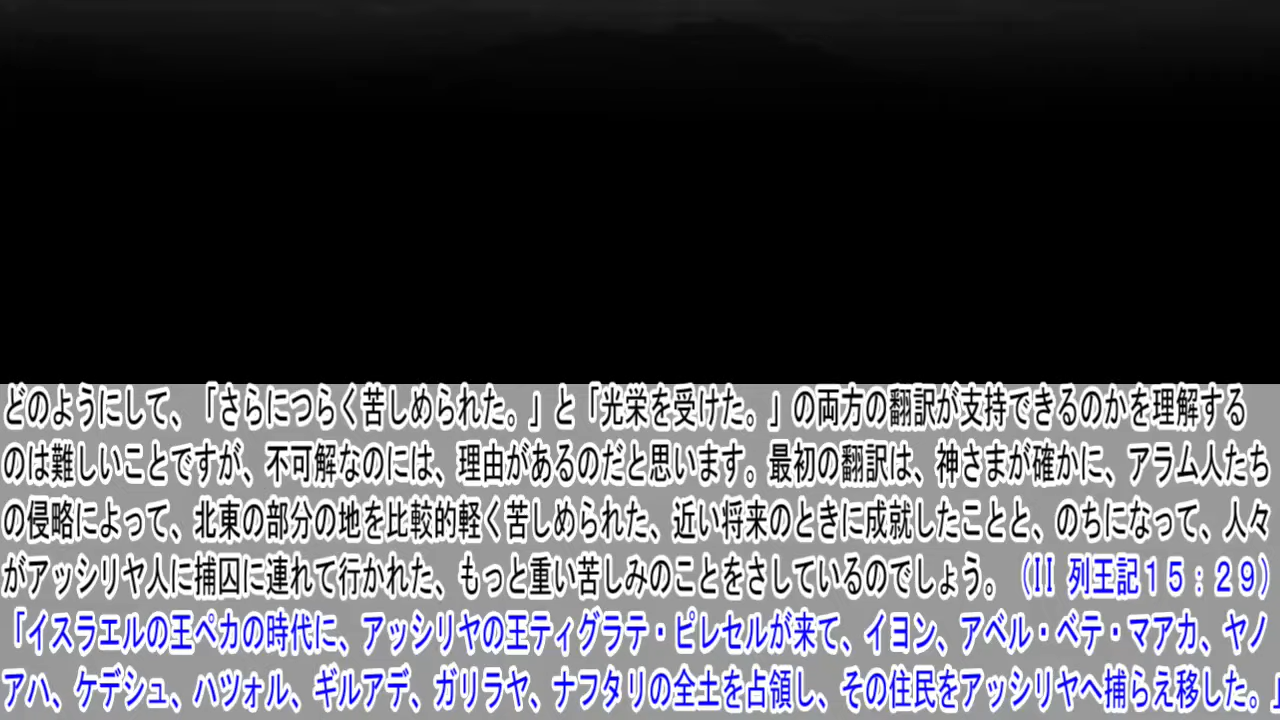 どのようにして、「さらにつらく苦しめられた。」と「光栄を受けた。」の両方の翻訳が支持できるのかを理解する
のは難しいことですが、不可解なのには、理由があるのだと思います。最初の翻訳は、神さまが確かに、アラム人たち
の侵略によって、北東の部分の地を比較的軽く苦しめられた、近い将来のときに成就したことと、のちになって、人々
がアッシリヤ人に捕囚に連れて行かれた、もっと重い苦しみのことをさしているのでしょう。（II 列王記１５：２９）
「イスラエルの王ペカの時代に、アッシリヤの王ティグラテ・ピレセルが来て、イヨン、アベル・ベテ・マアカ、ヤノ
アハ、ケデシュ、ハツォル、ギルアデ、ガリラヤ、ナフタリの全土を占領し、その住民をアッシリヤへ捕らえ移した。」